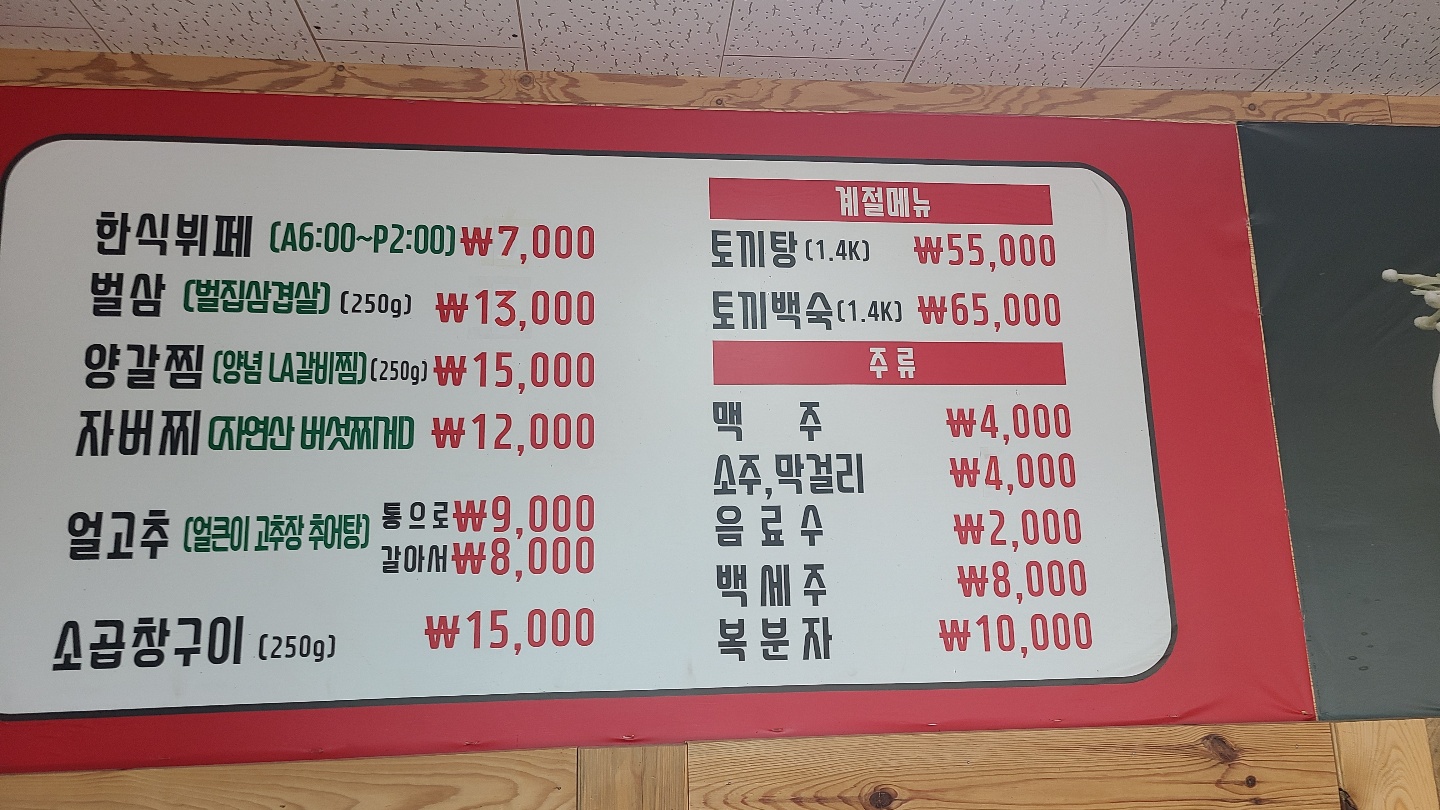 한식뷔페 (A6:00~P2:00) ₩7,000
벌삼 (벌집삼겹살) (250g) ₩13,000
양갈찜 (양념 LA갈비찜) (250g) ₩15,000
자버찌 (자연산 버섯찌게) ₩12,000
얼고추 (얼큰이 고추장 추어탕) 통으로 ₩9,000
갈아서 ₩8,000
소곱창구이 (250g) ₩15,000
계절메뉴
토끼탕 (1.4K) ₩55,000
토끼백숙 (1.4K) ₩65,000
주류
맥주 ₩4,000
소주,막걸리 ₩4,000
음료수 ₩2,000
백세주 ₩8,000
복분자 ₩10,000